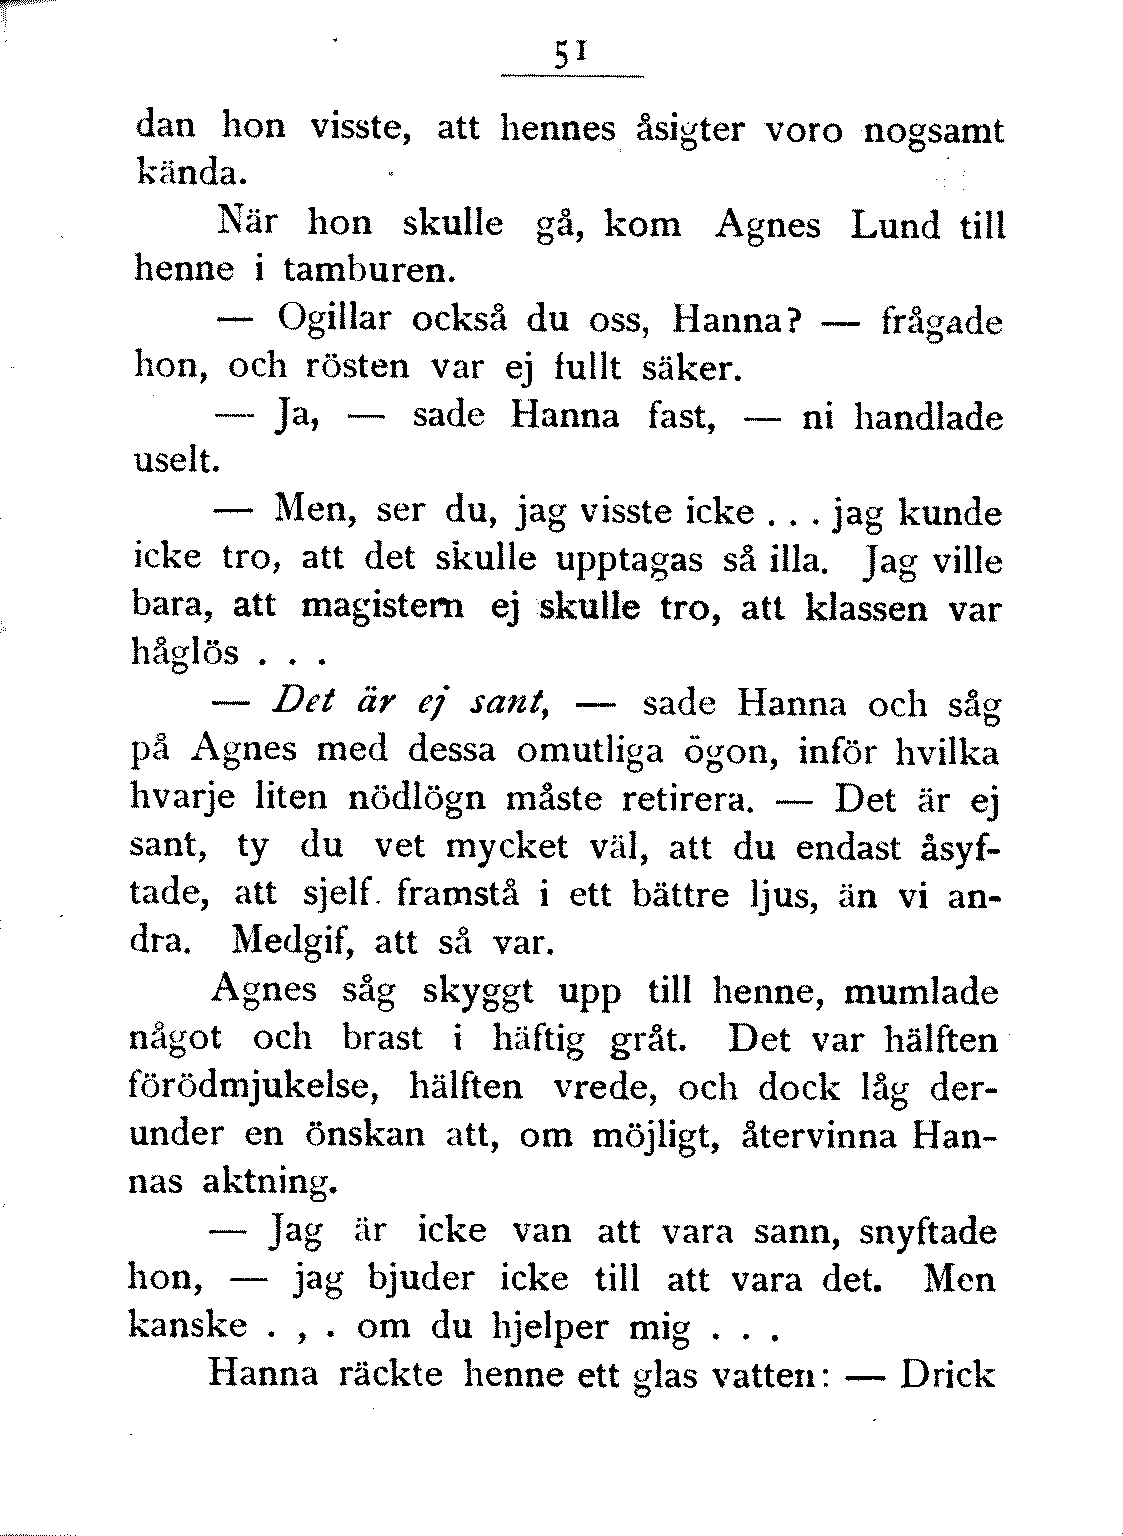 51
dan hon visste, att hennes åsigter voro nogsamt
kända.
När hon skulle gå, kom Agnes Lund till
henne i tamburen.
— Ogillar också du oss, Hanna? — frågade
hon, och rösten var ej fullt säker.
— Ja, — sade Hanna fast, — ni handlade
uselt.
— Men, ser du, jag visste icke . . . jag kunde
icke tro, att det skulle upptagas så illa. Jag ville
bara, att magistern ej skulle tro, att klassen var
håglös . . .
— Det är ej sant, — sade Hanna och såg
på Agnes med dessa omutliga ögon, inför hvilka
hvarje liten nödlögn måste retirera. — Det är ej
sant, ty du vet mycket väl, att du endast åsyf-
tade, att sjelf. framstå i ett bättre ljus, än vi an-
dra. Medgif, att så var.
Agnes såg skyggt upp till henne, mumlade
något och brast i häftig gråt. Det var hälften
förödmjukelse, hälften vrede, och dock låg der-
under en önskan att, om möjligt, återvinna Han-
nas aktning.
— Jag är icke van att vara sann, snyftade
hon, — jag bjuder icke till att vara det. Men
kanske . , . om du hjelper mig . . .
Hanna räckte henne ett glas vatten: — Drick